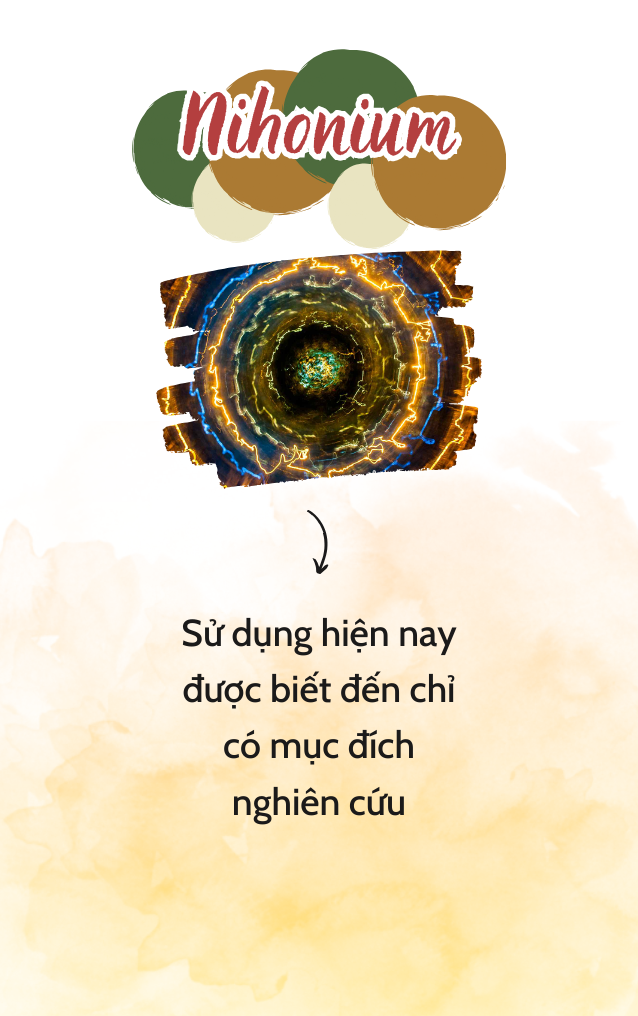 Nihonium
Sử dụng hiện nay
được biết đến chỉ
có mục đích
nghiên cứu